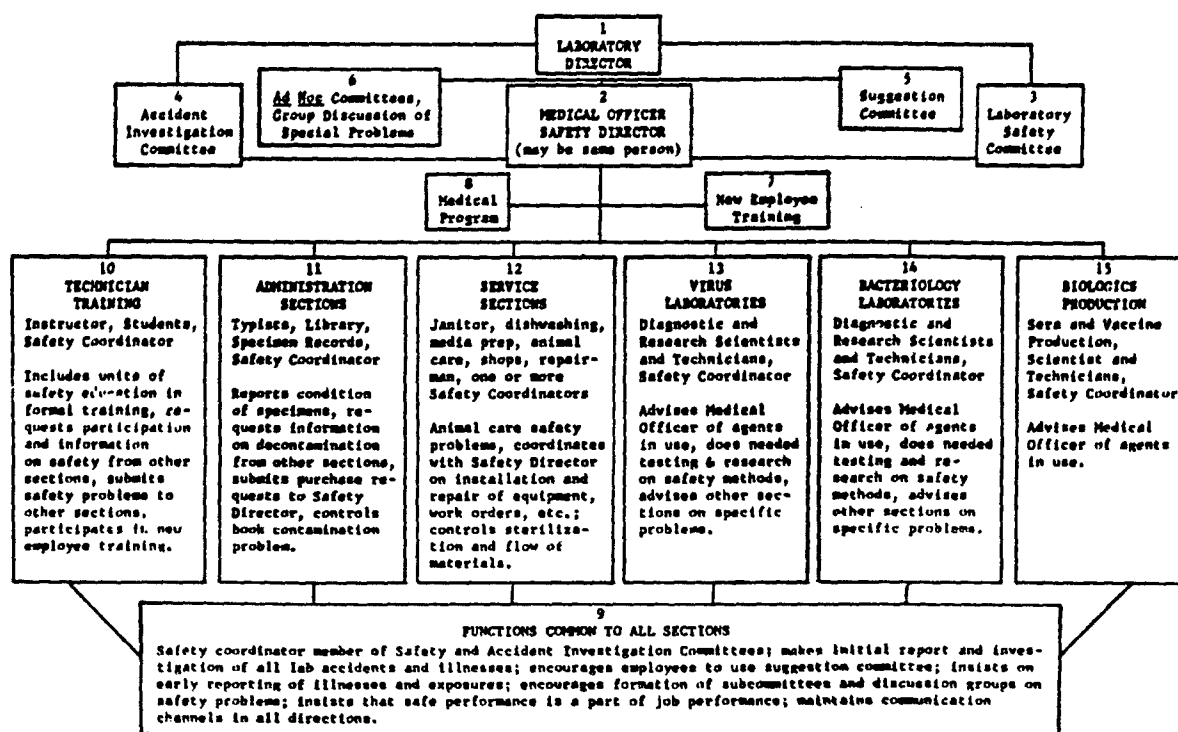 1
LABORATORY
DIRECTOR
6
Ad Hoc Committees,
Group Discussion of
Special Problems
5
Suggestion
Committee
4
Accident
Investigation
Committee
2
MEDICAL OFFICER
SAFETY DIRECTOR
(may be same person)
3
Laboratory
Safety
Committee
8
Medical
Program
7
New Employee
Training
10
TECHNICIAN
TRAINING
Instructor, Students,
Safety Coordinator
Includes units of
safety education in
formal training, re-
quests participation
and information
on safety from other
sections, submits
safety problems to
other sections,
participates in new
employee training.
11
ADMINISTRATION
SECTIONS
Typists, Library,
Specimen Records,
Safety Coordinator
Reports condition
of specimens, re-
quests information
on decontamination
from other sections,
submits purchase re-
quests to Safety
Director, controls
book contamination
problem.
12
SERVICE
SECTIONS
Janitor, dishwashing,
media prep, animal
care, shops, repair-
man, one or more
Safety Coordinators
Animal care safety
problems, coordinates
with Safety Director
on installation and
repair of equipment,
work orders, etc.;
controls steriliza-
tion and flow of
materials.
13
VIRUS
LABORATORIES
Diagnostic and
Research Scientists
and Technicians,
Safety Coordinator
Advises Medical
Officer of agents
in use, does needed
testing & research
on safety methods,
advises other sec-
tions on specific
problems.
14
BACTERIOLOGY
LABORATORIES
Diagnostic and
Research Scientists
and Technicians,
Safety Coordinator
Advises Medical
Officer of agents
in use, does needed
testing and re-
search on safety
methods, advises
other sections on
specific problems.
15
BIOLOGICS
PRODUCTION
Sera and Vaccine
Production,
Scientist and
Technicians,
Safety Coordinator
Advises Medical
Officer of agents
in use.
9
FUNCTIONS COMMON TO ALL SECTIONS
Safety coordinator member of Safety and Accident Investigation Committees; makes initial report and inves-
tigation of all lab accidents and illnesses; encourages employees to use suggestion committee; insists on
early reporting of illnesses and exposures; encourages formation of subcommittees and discussion groups on
safety problems; insists that safe performance is a part of job performance; maintains communication
channels in all directions.